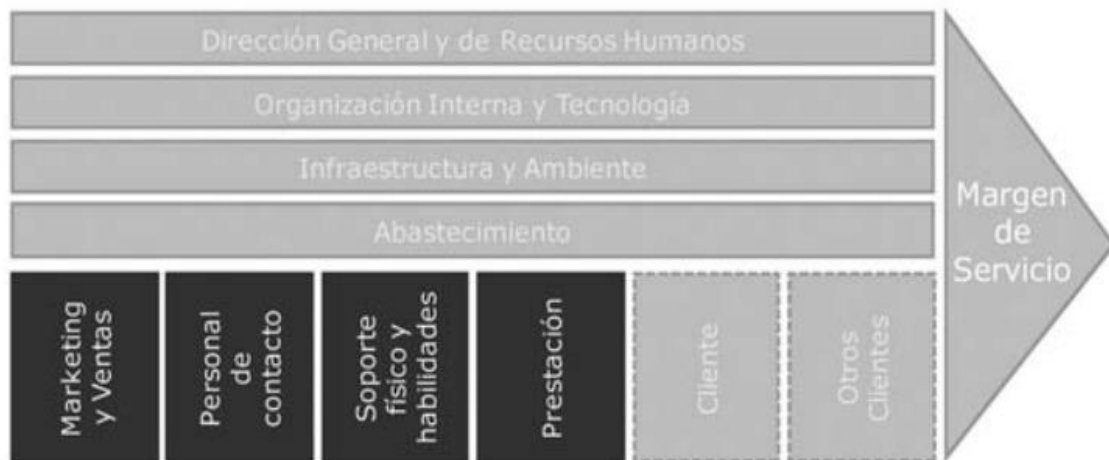 Dirección General y de Recursos Humanos
Organización Interna y Tecnología
Infraestructura y Ambiente
Abastecimiento
Margen
de
Servicio
Marketing
y Ventas
Personal
de
contacto
Soporte
físico y
habilidades
Prestación
Cliente
Otros
Clientes